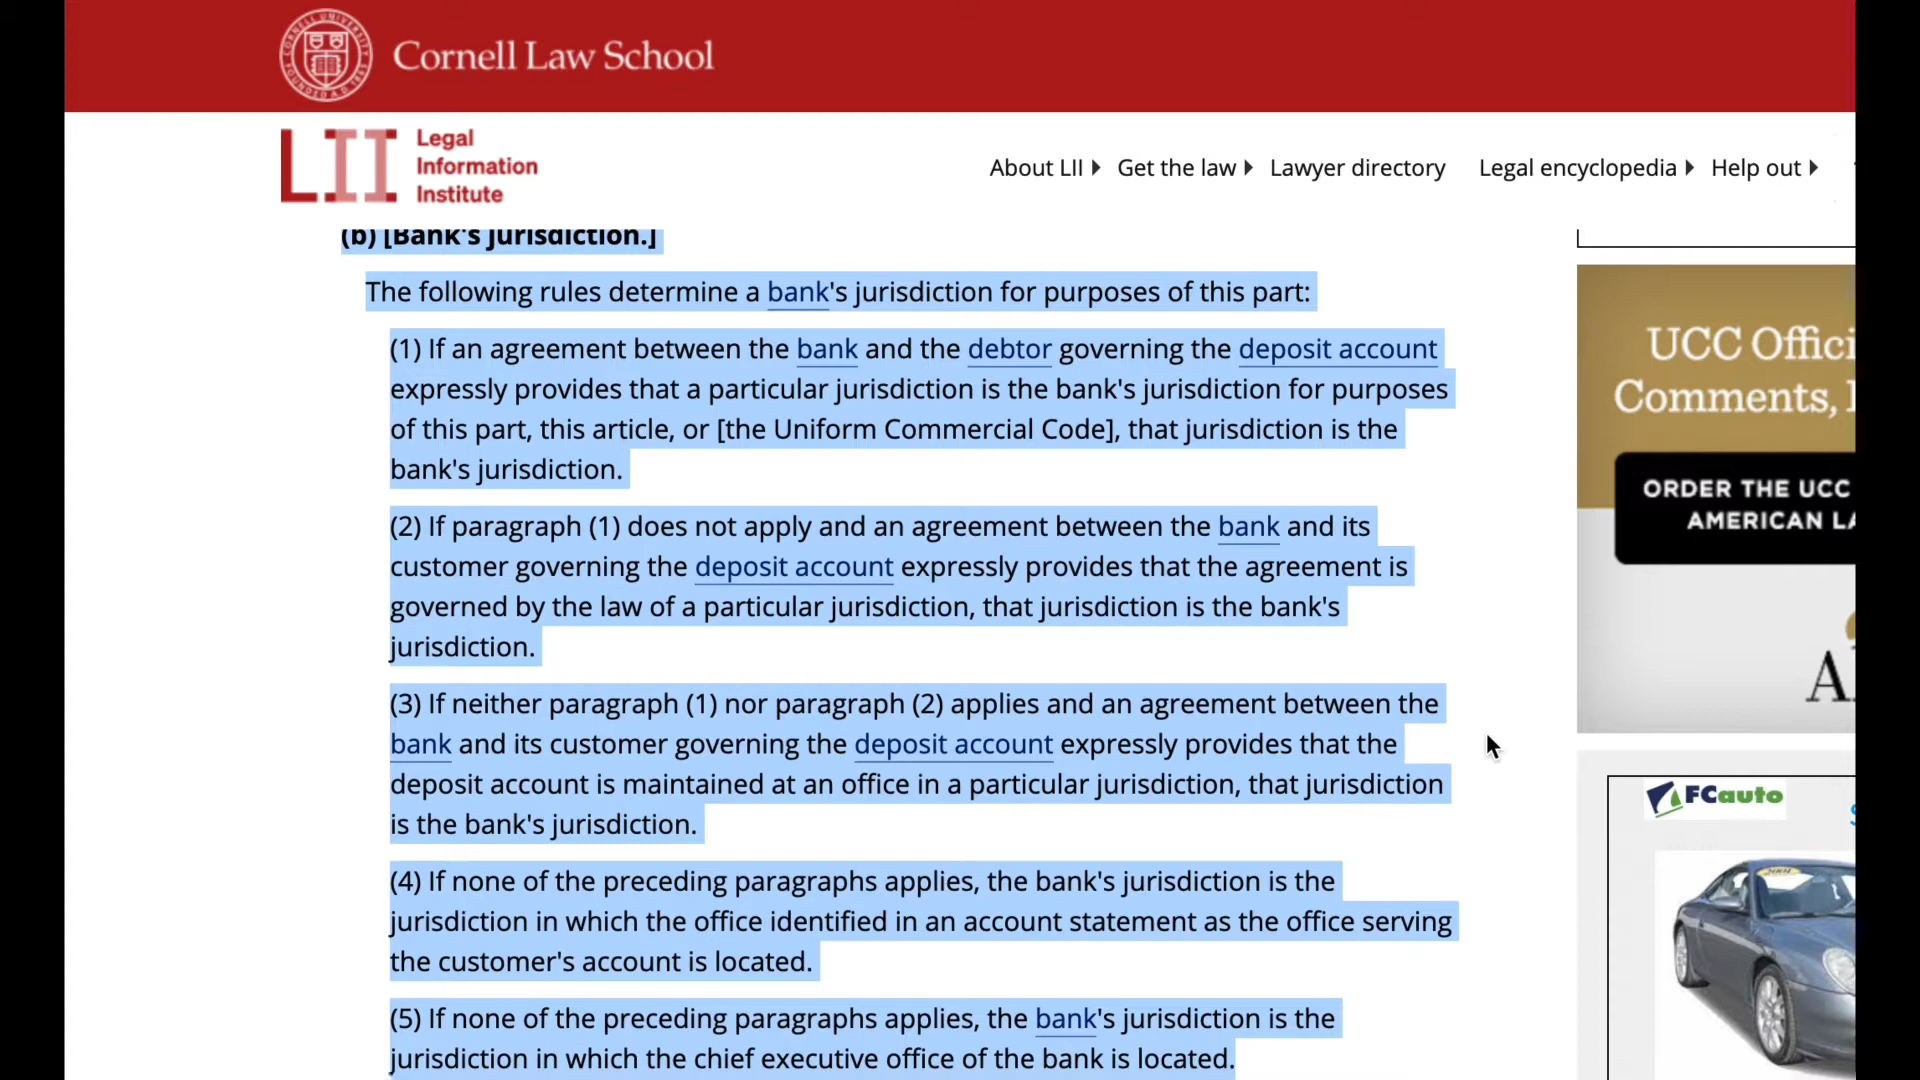 Cornell Law School
LII
Legal
Information
Institute
About LII
Get the law
Lawyer directory
Legal encyclopedia
Help out
(b) [Bank's Jurisdiction.]
The following rules determine a bank's jurisdiction for purposes of this part:
(1) If an agreement between the bank and the debtor governing the deposit account
expressly provides that a particular jurisdiction is the bank's jurisdiction for purposes
of this part, this article, or [the Uniform Commercial Code], that jurisdiction is the
bank's jurisdiction.
(2) If paragraph (1) does not apply and an agreement between the bank and its
customer governing the deposit account expressly provides that the agreement is
governed by the law of a particular jurisdiction, that jurisdiction is the bank's
jurisdiction.
(3) If neither paragraph (1) nor paragraph (2) applies and an agreement between the
bank and its customer governing the deposit account expressly provides that the
deposit account is maintained at an office in a particular jurisdiction, that jurisdiction
is the bank's jurisdiction.
(4) If none of the preceding paragraphs applies, the bank's jurisdiction is the
jurisdiction in which the office identified in an account statement as the office serving
the customer's account is located.
(5) If none of the preceding paragraphs applies, the bank's jurisdiction is the
jurisdiction in which the chief executive office of the bank is located.
UCC Offici
Comments,
ORDER THE UCC
AMERICAN LA
A
FCauto